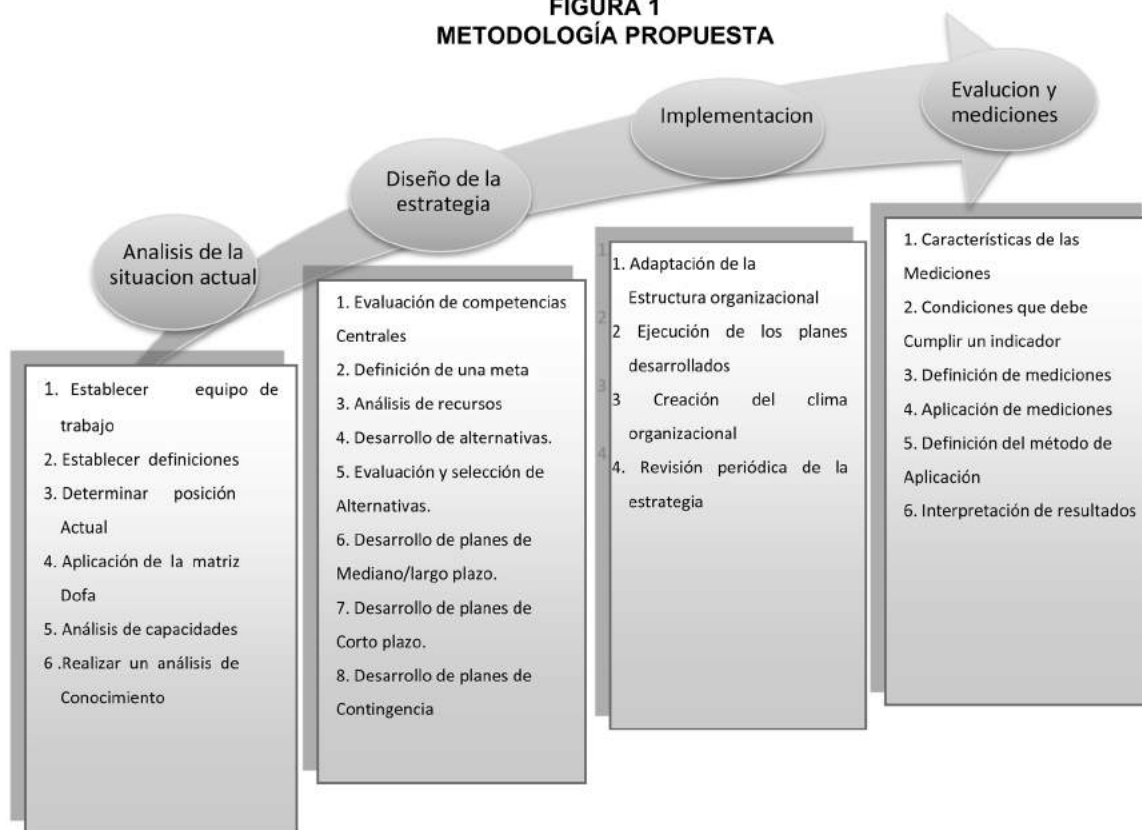 FIGURA 1
METODOLOGÍA PROPUESTA
Analisis de la
situacion actual
Diseño de la
estrategia
Implementacion
Evalucion y
mediciones
1. Establecer equipo de
trabajo
2. Establecer definiciones
3. Determinar posición
Actual
4. Aplicación de la matriz
Dofa
5. Análisis de capacidades
6 .Realizar un análisis de
Conocimiento
1. Evaluación de competencias
Centrales
2. Definición de una meta
3. Análisis de recursos
4. Desarrollo de alternativas.
5. Evaluación y selección de
Alternativas.
6. Desarrollo de planes de
Mediano/largo plazo.
7. Desarrollo de planes de
Corto plazo.
8. Desarrollo de planes de
Contingencia
1
2
3
4
1. Adaptación de la
Estructura organizacional
2 Ejecución de los planes
desarrollados
3 Creación del clima
organizacional
4. Revisión periódica de la
estrategia
1. Características de las
Mediciones
2. Condiciones que debe
Cumplir un indicador
3. Definición de mediciones
4. Aplicación de mediciones
5. Definición del método de
Aplicación
6. Interpretación de resultados